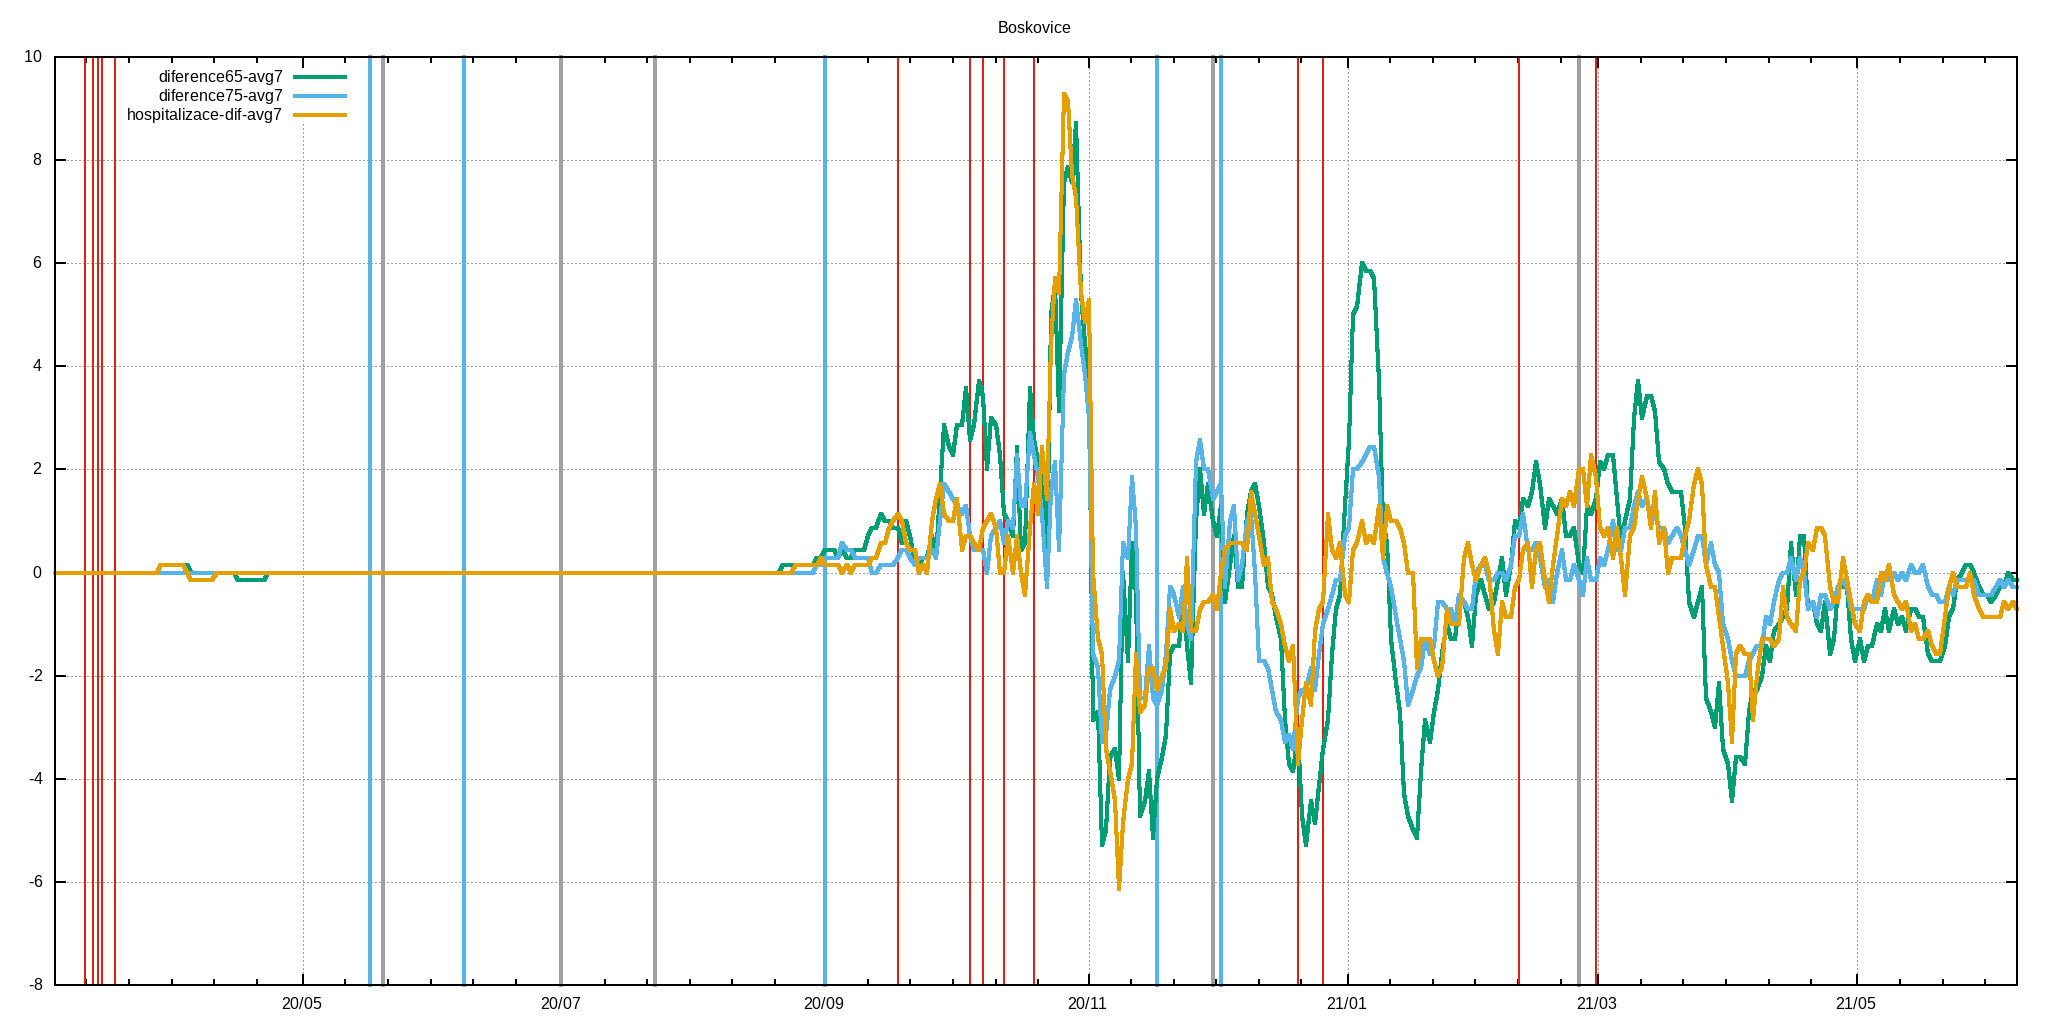 Boskovice
diference65-avg7
diference75-avg7
hospitalizace-dif-avg7
10
8
6
4
2
0
-2
-4
-6
-8
20/05 20/07 20/09 20/11 21/01 21/03 21/05